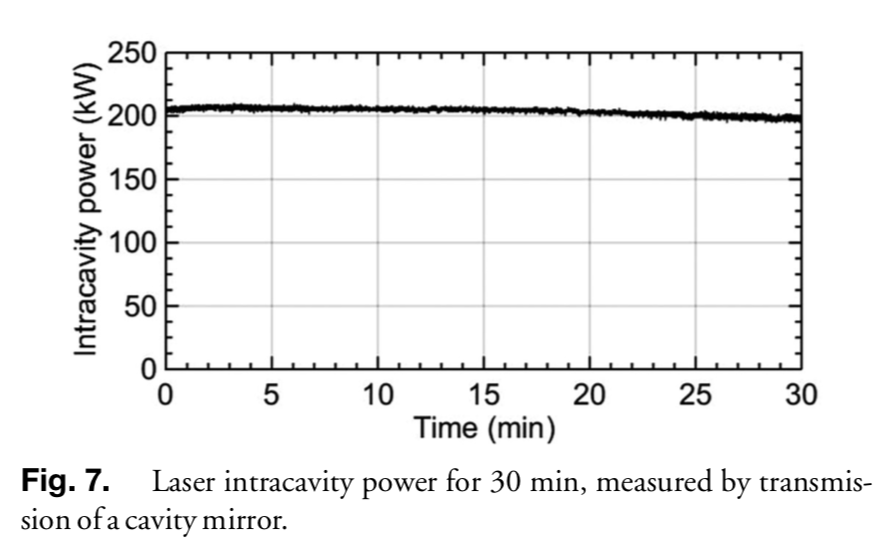 250
200
150
100
50
0
Intracavity power (kW)
0 5 10 15 20 25 30
Time (min)
Fig. 7. Laser intracavity power for 30 min, measured by transmis-
sion of a cavity mirror.